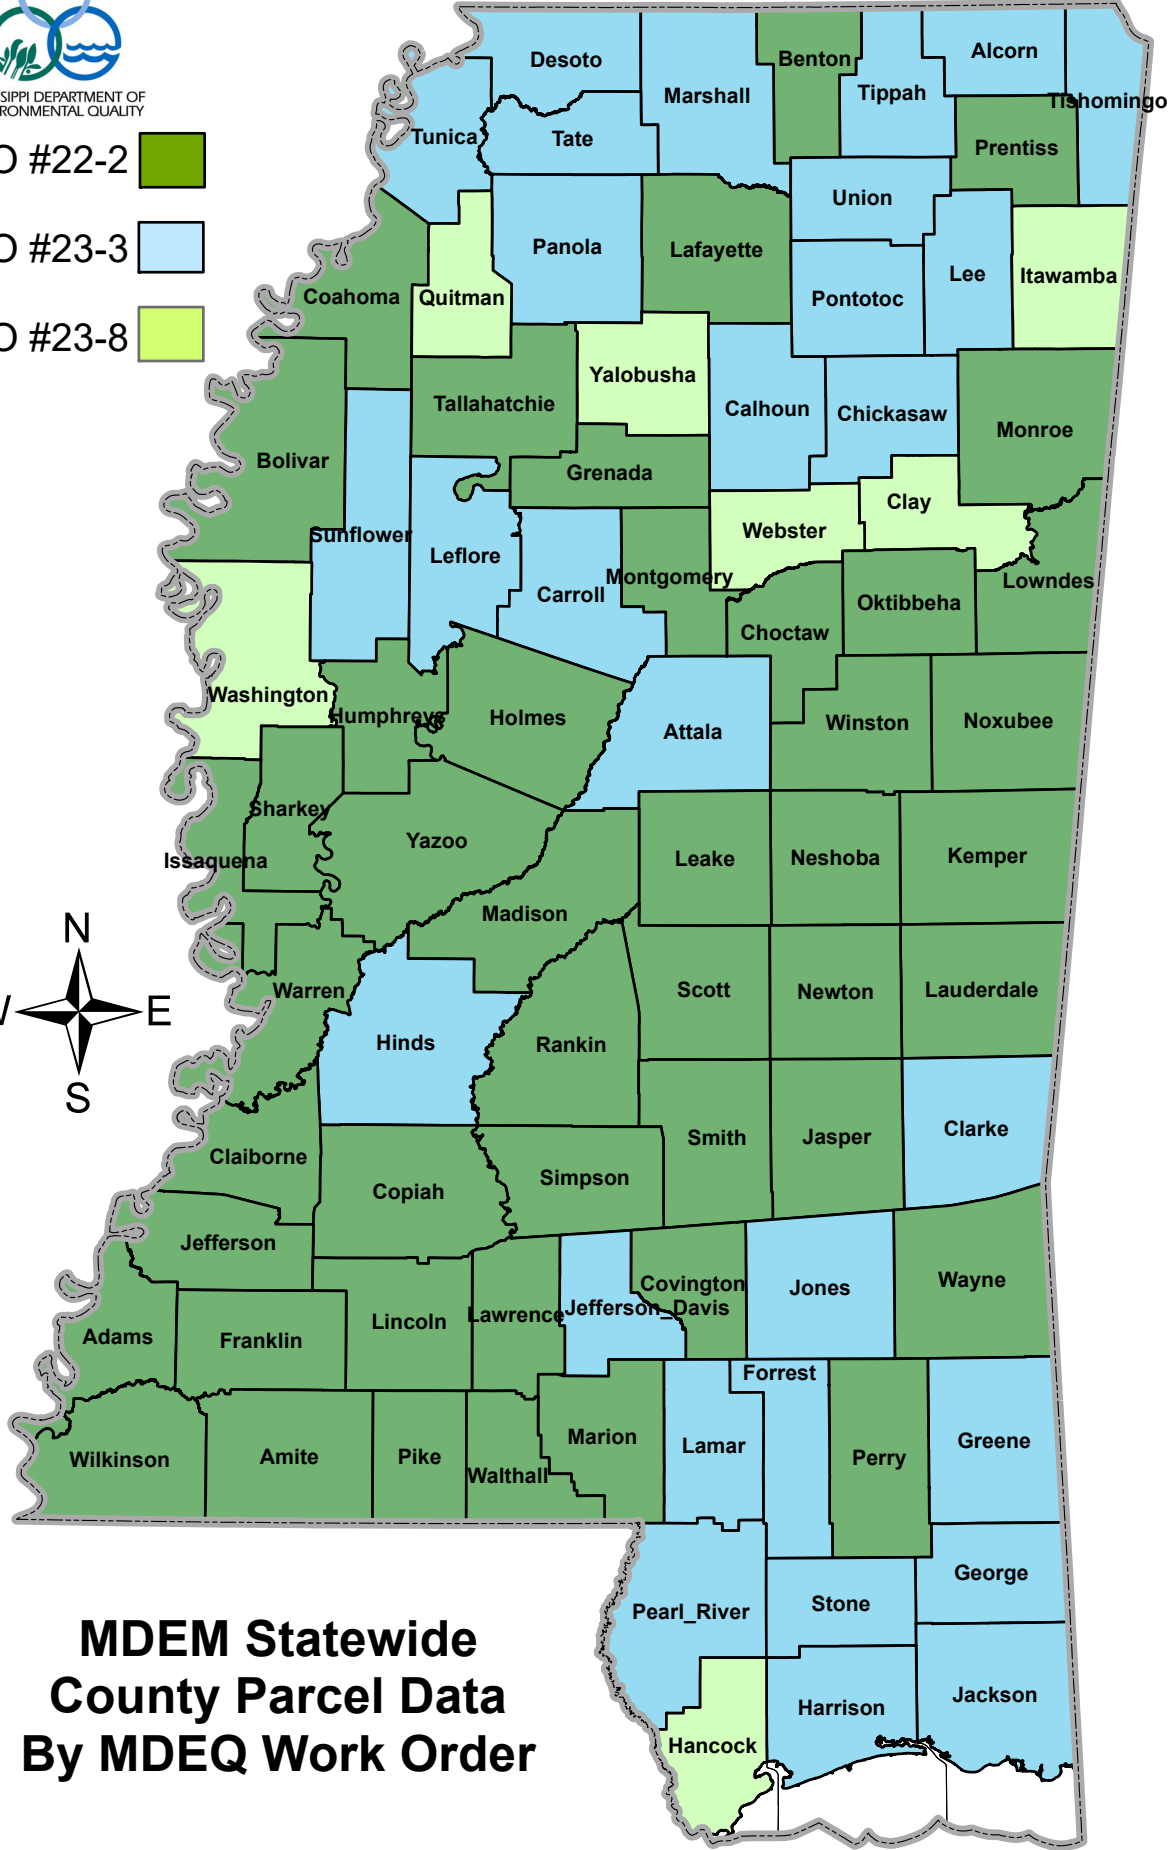 SIPPI DEPARTMENT OF
RONMENTAL QUALITY
O #22-2
O #23-3
O #23-8
Desoto
Marshall
Benton
Tippah
Alcorn
Tishomingo
Tunica
Tate
Prentiss
Union
Panola
Lafayette
Lee
Itawamba
Coahoma
Quitman
Pontotoc
Yalobusha
Tallahatchie
Calhoun
Chickasaw
Monroe
Bolivar
Grenada
Clay
Sunflower
Leflore
Webster
Carroll
Montgomery
Lowndes
Oktibbeha
Choctaw
Washington
Humphreys
Holmes
Attala
Winston
Noxubee
Sharkey
Issaquena
Yazoo
Leake
Neshoba
Kemper
Madison
N
W
E
S
Warren
Scott
Newton
Lauderdale
Hinds
Rankin
Clarke
Smith
Jasper
Claiborne
Copiah
Simpson
Jefferson
Covington
Jones
Wayne
Jefferson_Davis
Lawrence
Lincoln
Adams
Franklin
Forrest
Marion
Lamar
Greene
Wilkinson
Amite
Pike
Walthall
Perry
George
Pearl_River
Stone
Harrison
Jackson
Hancock
MDEM Statewide
County Parcel Data
By MDEQ Work Order